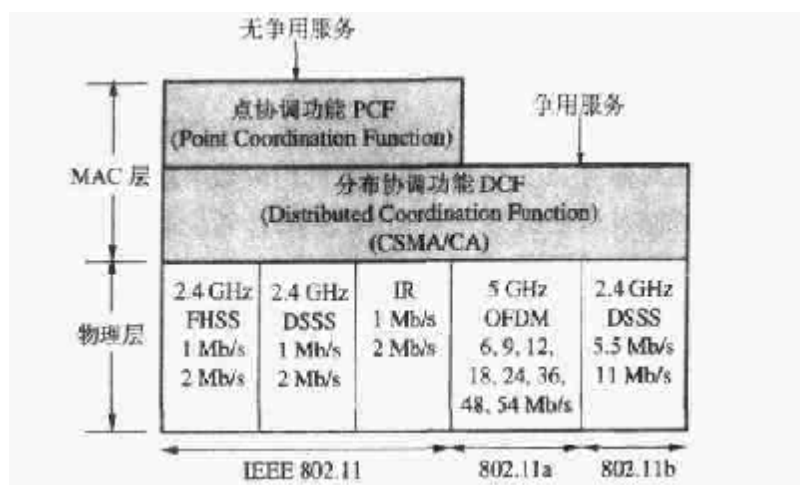 无争用服务
点协调功能 PCF
(Point Coordination Function)
争用服务
MAC 层
分布协调功能 DCF
(Distributed Coordination Function)
(CSMA/CA)
物理层
2.4 GHz
FHSS
1 Mb/s
2 Mb/s
2.4 GHz
DSSS
1 Mb/s
2 Mb/s
IR
1 Mb/s
2 Mb/s
5 GHz
OFDM
6, 9, 12,
18, 24, 36,
48, 54 Mb/s
2.4 GHz
DSSS
5.5 Mb/s
11 Mb/s
IEEE 802.11
802.11a
802.11b